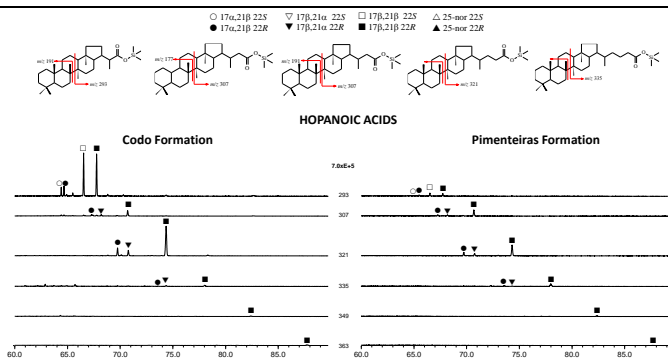 ○ 17α,21β 22S ▽ 17β,21α 22S □ 17β,21β 22S △ 25-nor 22S
● 17α,21β 22R ▼ 17β,21α 22R ■ 17β,21β 22R ▲ 25-nor 22R
m/z 191 m/z 293
m/z 177 m/z 307
m/z 191 m/z 307
m/z 321
m/z 335
HOPANOIC ACIDS
Codo Formation Pimenteiras Formation
7.0xE+5
293
307
321
335
349
363
60.0 65.0 70.0 75.0 80.0 85.0 60.0 65.0 70.0 75.0 80.0 85.0